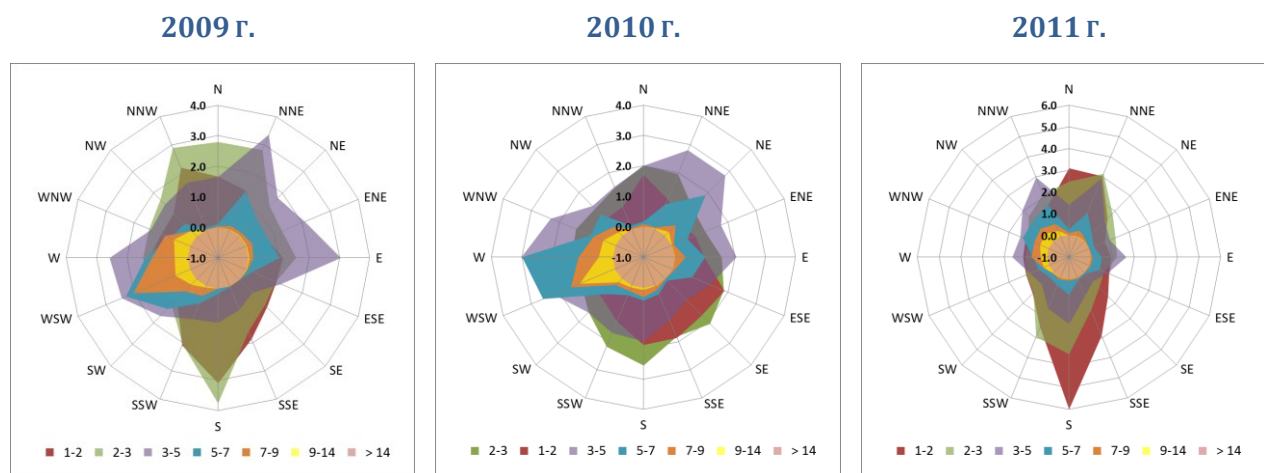 2009 г.
N
NNE
NE
ENE
E
ESE
SE
SSE
S
SSW
SW
WSW
W
WNW
NW
NNW
4.0
3.0
2.0
1.0
0.0
-1.0
1-2 2-3 3-5 5-7 7-9 9-14 > 14
2010 г.
N
NNE
NE
ENE
E
ESE
SE
SSE
S
SSW
SW
WSW
W
WNW
NW
NNW
4.0
3.0
2.0
1.0
0.0
-1.0
2-3 1-2 3-5 5-7 7-9 9-14 > 14
2011 г.
N
NNE
NE
ENE
E
ESE
SE
SSE
S
SSW
SW
WSW
W
WNW
NW
NNW
6.0
5.0
4.0
3.0
2.0
1.0
0.0
-1.0
1-2 2-3 3-5 5-7 7-9 9-14 > 14